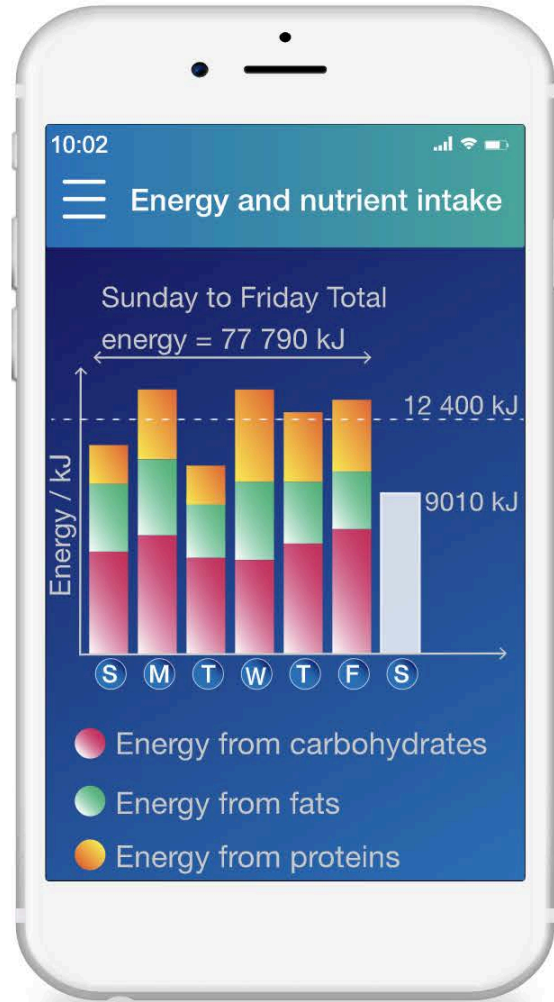 10:02
Energy and nutrient intake
Sunday to Friday Total
energy = 77 790 kJ
12 400 kJ
9010 kJ
Energy / kJ
S M T W T F S
Energy from carbohydrates
Energy from fats
Energy from proteins